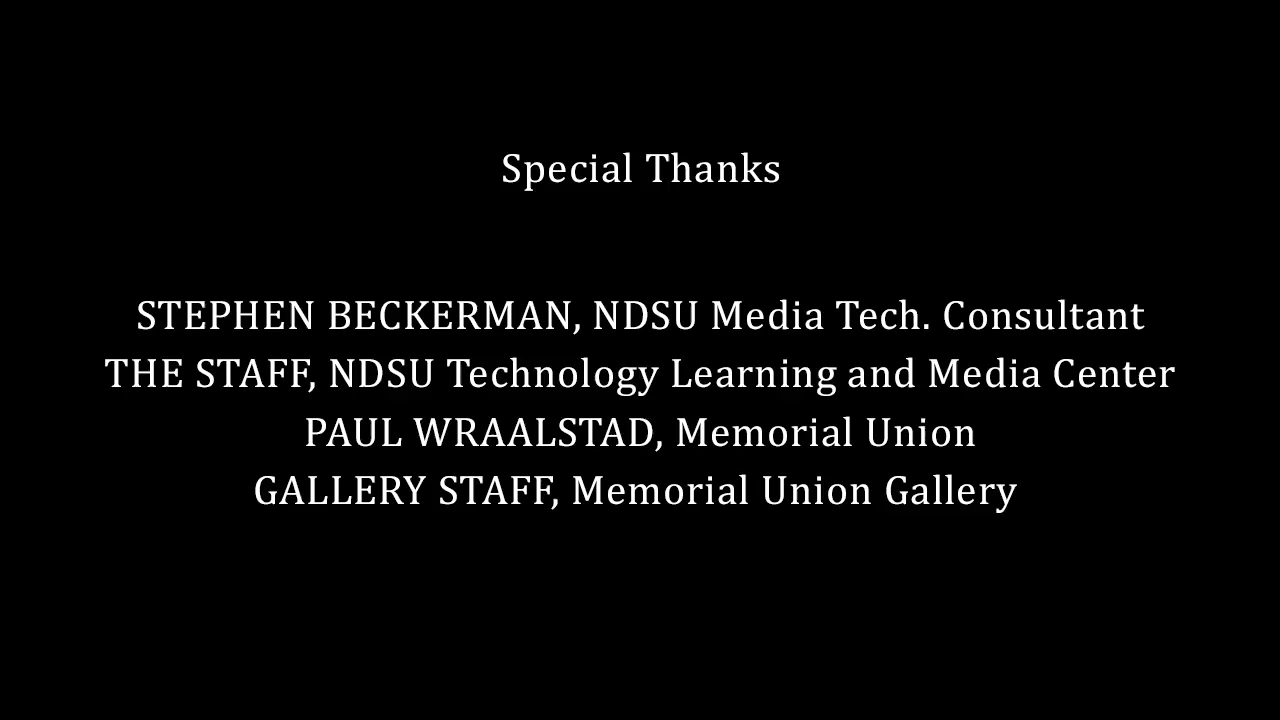 Special Thanks
STEPHEN BECKERMAN, NDSU Media Tech. Consultant
THE STAFF, NDSU Technology Learning and Media Center
PAUL WRAALSTAD, Memorial Union
GALLERY STAFF, Memorial Union Gallery